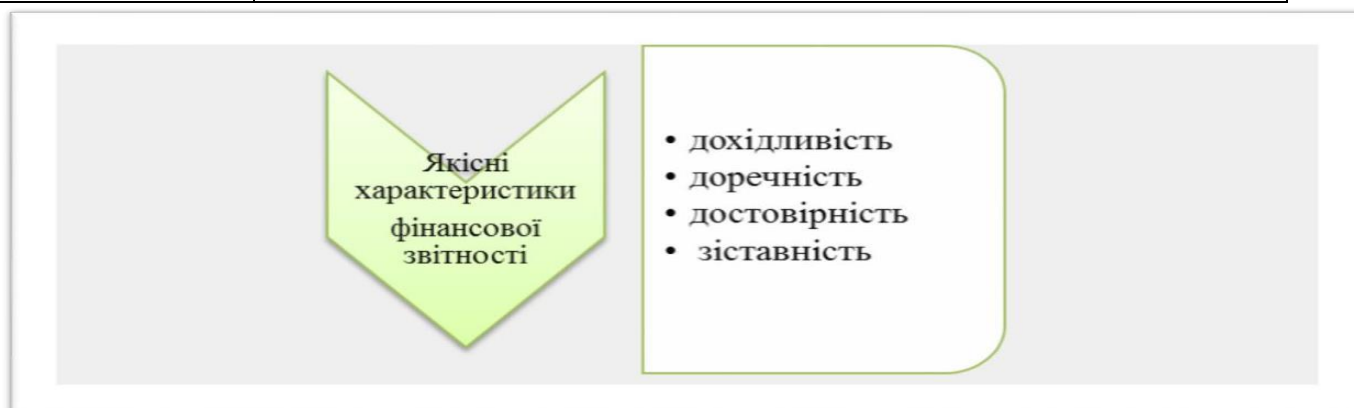 Якісні
характеристики
фінансової
звітності
• дохідливість
• доречність
• достовірність
• зіставність